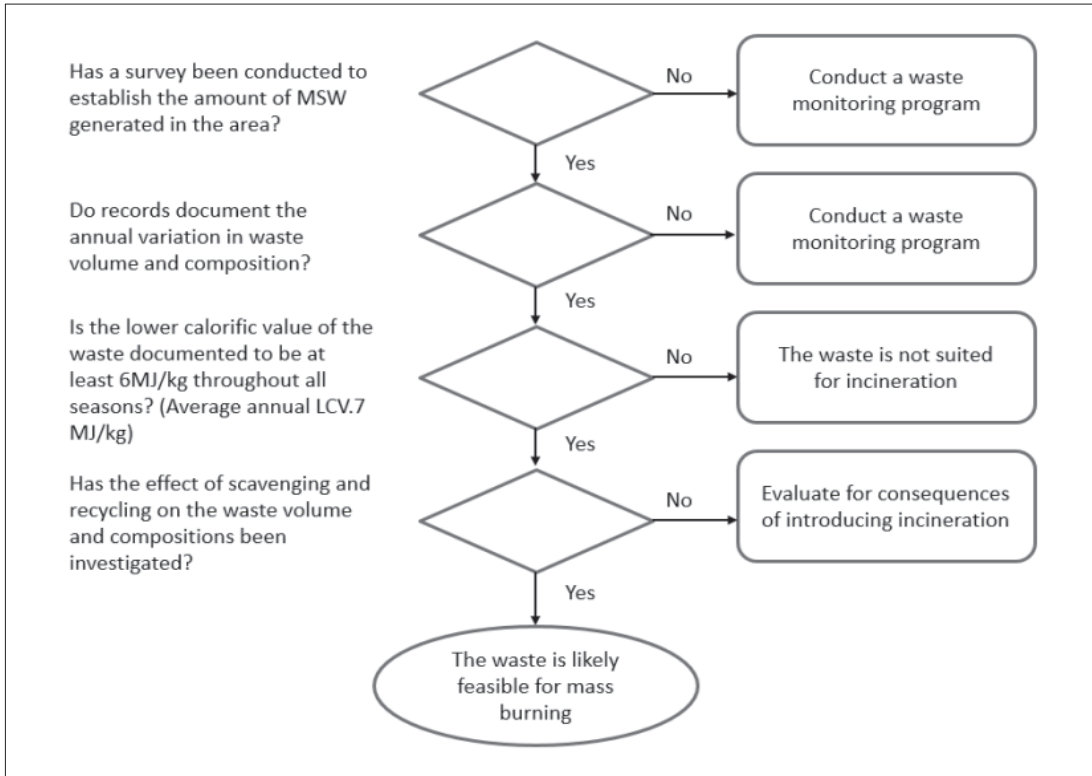 Has a survey been conducted to
establish the amount of MSW
generated in the area?
No
Conduct a waste
monitoring program
Yes
Do records document the
annual variation in waste
volume and composition?
No
Conduct a waste
monitoring program
Yes
Is the lower calorific value of the
waste documented to be at
least 6MJ/kg throughout all
seasons? (Average annual LCV.7
MJ/kg)
No
The waste is not suited
for incineration
Yes
Has the effect of scavenging and
recycling on the waste volume
and compositions been
investigated?
No
Evaluate for consequences
of introducing incineration
Yes
The waste is likely
feasible for mass
burning